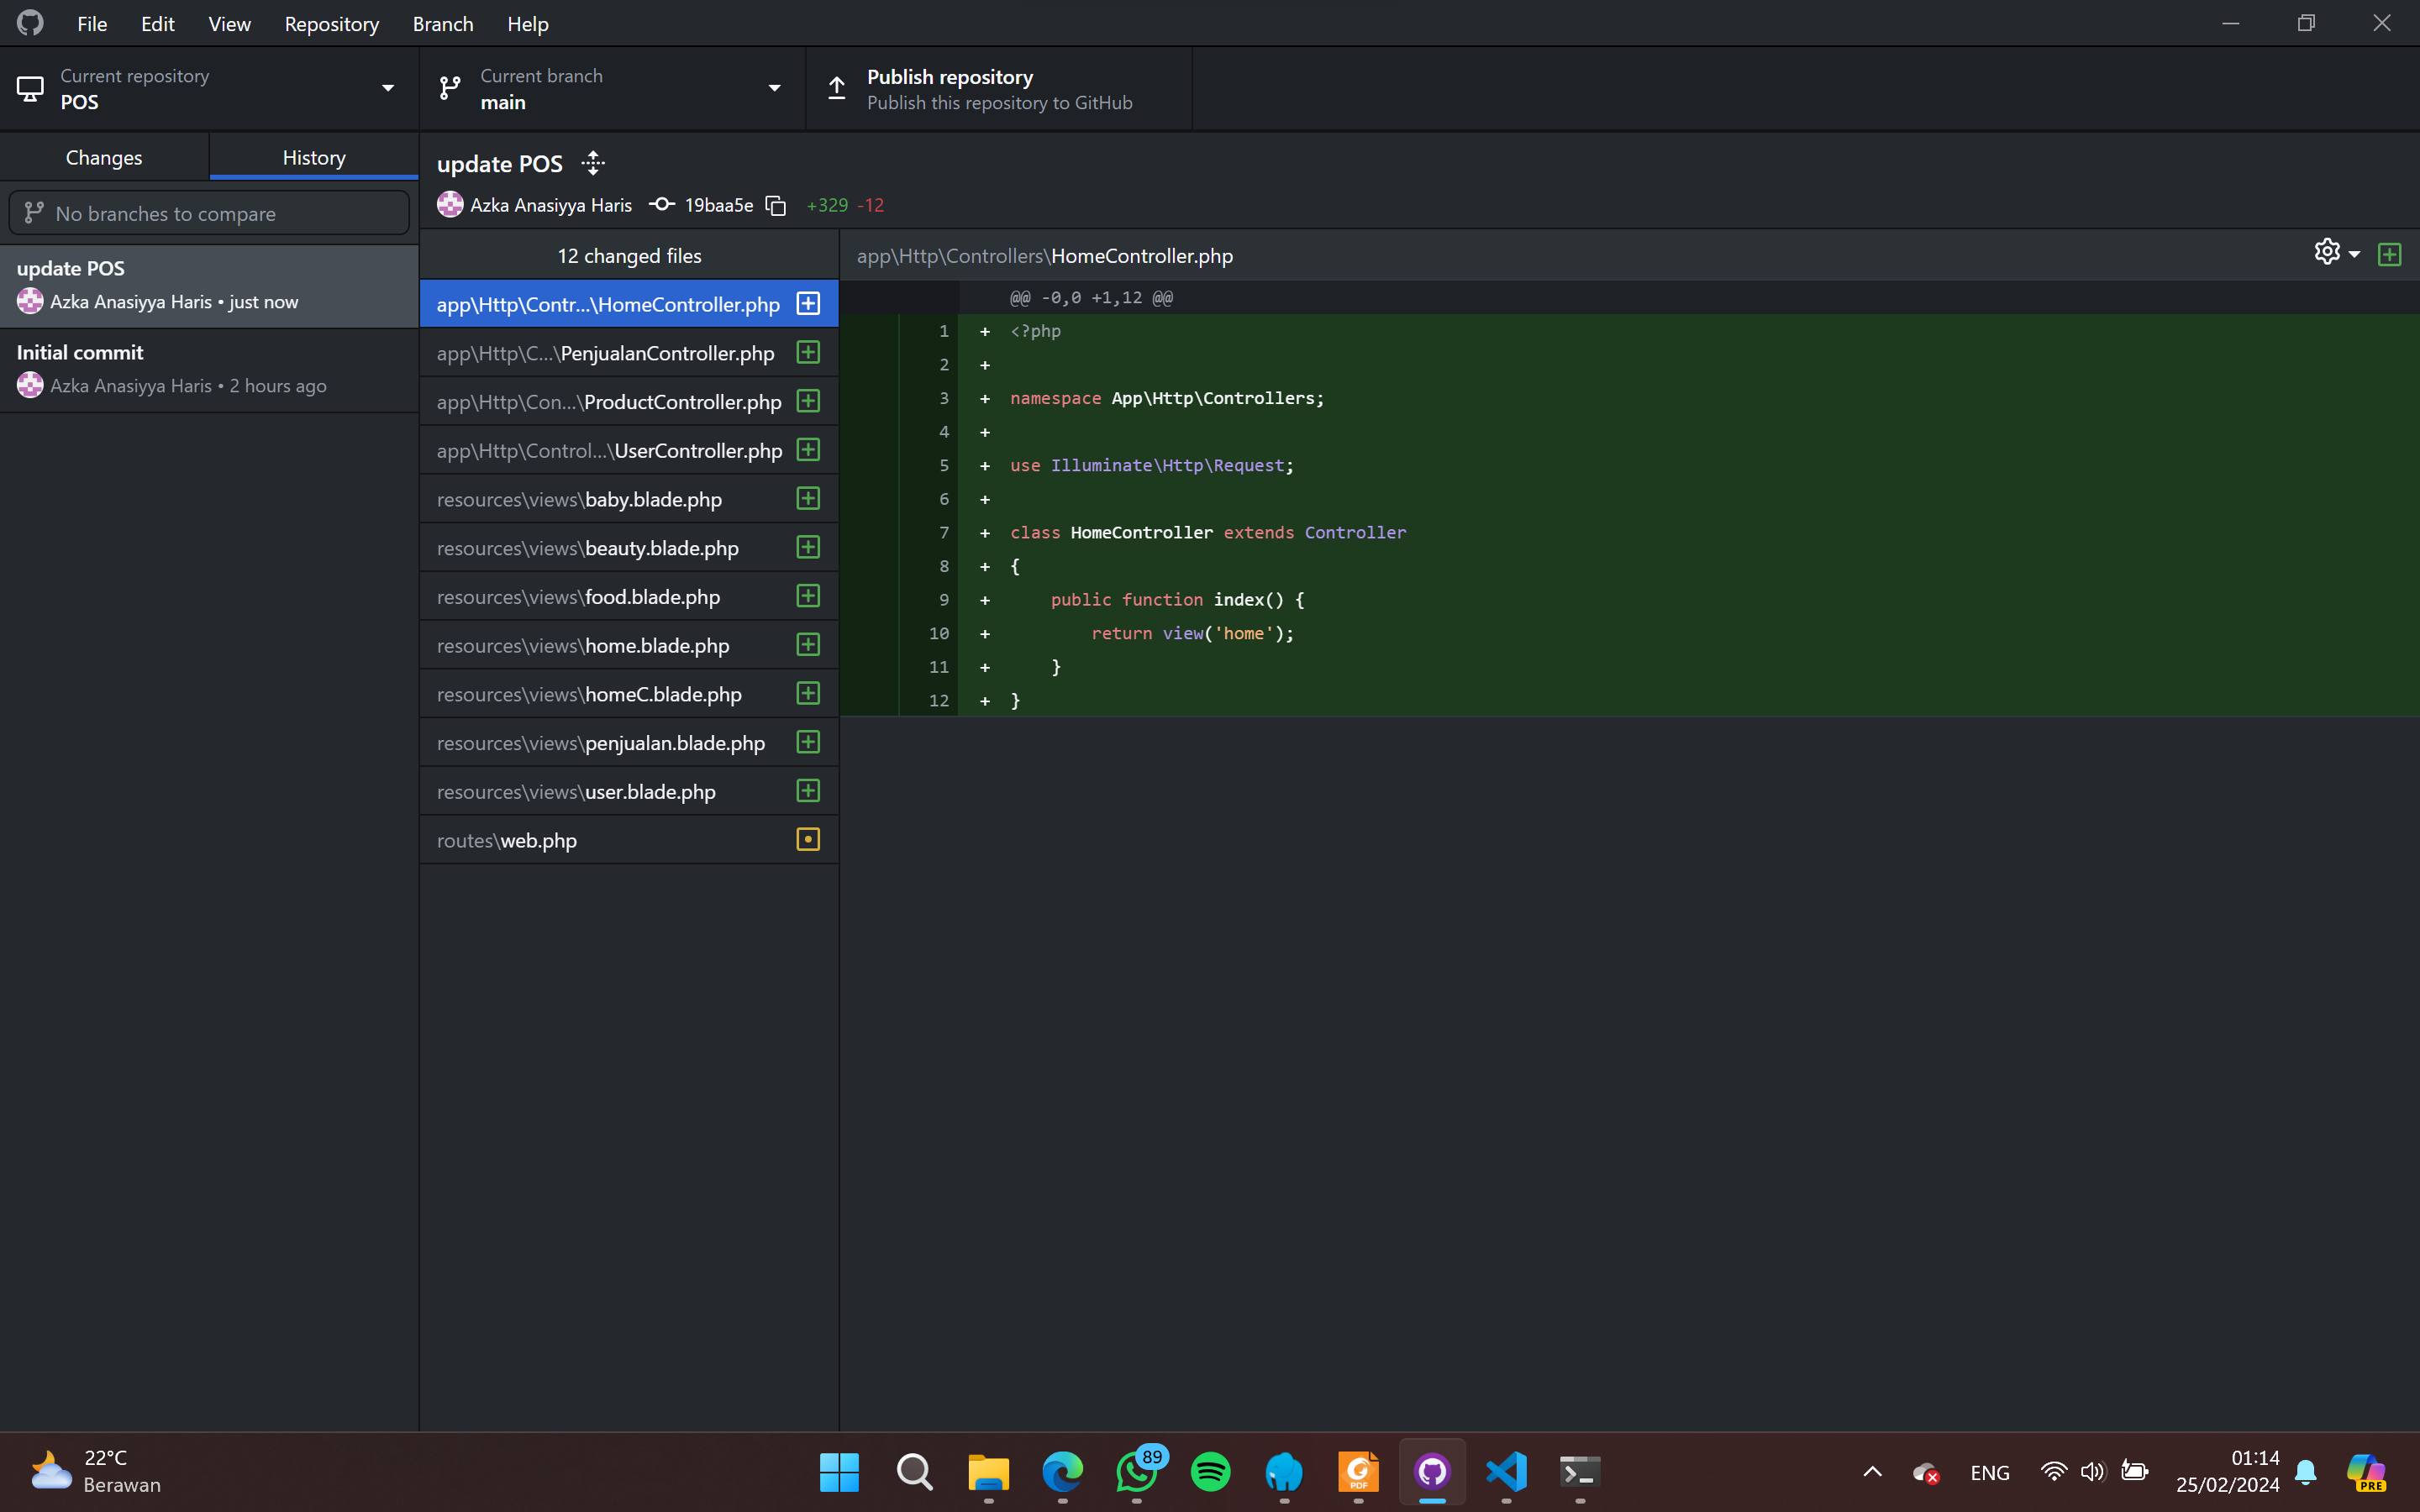 File Edit View Repository Branch Help
Current repository
POS
Current branch
main
Publish repository
Publish this repository to GitHub
Changes
History
No branches to compare
update POS
Azka Anasiyya Haris • just now
Initial commit
Azka Anasiyya Haris • 2 hours ago
update POS
Azka Anasiyya Haris 19baa5e +329 -12
12 changed files
app\Http\Contr...\HomeController.php
app\Http\C...\PenjualanController.php
app\Http\Con...\ProductController.php
app\Http\Control...\UserController.php
resources\views\baby.blade.php
resources\views\beauty.blade.php
resources\views\food.blade.php
resources\views\home.blade.php
resources\views\homeC.blade.php
resources\views\penjualan.blade.php
resources\views\user.blade.php
routes\web.php
app\Http\Controllers\HomeController.php
@@ -0,0 +1,12 @@
1 + <?php
2 +
3 + namespace App\Http\Controllers;
4 +
5 + use Illuminate\Http\Request;
6 +
7 + class HomeController extends Controller
8 + {
9 + public function index() {
10 + return view('home');
11 + }
12 + }
22°C
Berawan
89
PDF
ENG
01:14
25/02/2024
PRE